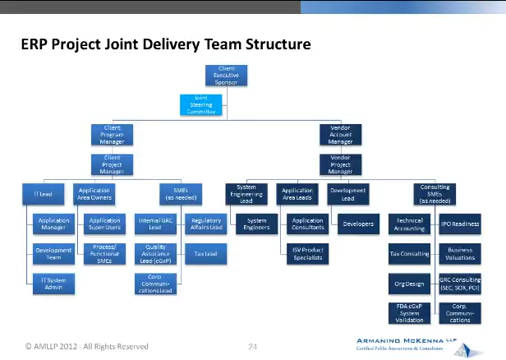 ERP Project Joint Delivery Team Structure
Client
Executive
Sponsor
Joint
Steering
Committee
Client
Program
Manager
Vendor
Account
Manager
Client
Project
Manager
Vendor
Project
Manager
IT Lead
Application
Area Owners
SMEs
(as needed)
System
Engineering
Lead
Application
Area Leads
Development
Lead
Consulting
SMEs
(as needed)
Application
Manager
Application
Super Users
Internal GRC
Lead
Regulatory
Affairs Lead
System
Engineers
Application
Consultants
Developers
Technical
Accounting
IPO Readiness
Development
Team
Process/
Functional
SMEs
Quality
Assurance
Lead (cGxP)
Tax Lead
ISV Product
Specialists
Tax Consulting
Business
Valuations
IT System
Admin
Corp
Communi-
cations Lead
Org Design
GRC Consulting
(SEC, SOX, PCI)
FDA cGxP
System
Validation
Corp.
Communi-
cations
© AMLLP 2012 - All Rights Reserved
24
ARMANINO MCKENNA LLP
Certified Public Accountants & Consultants